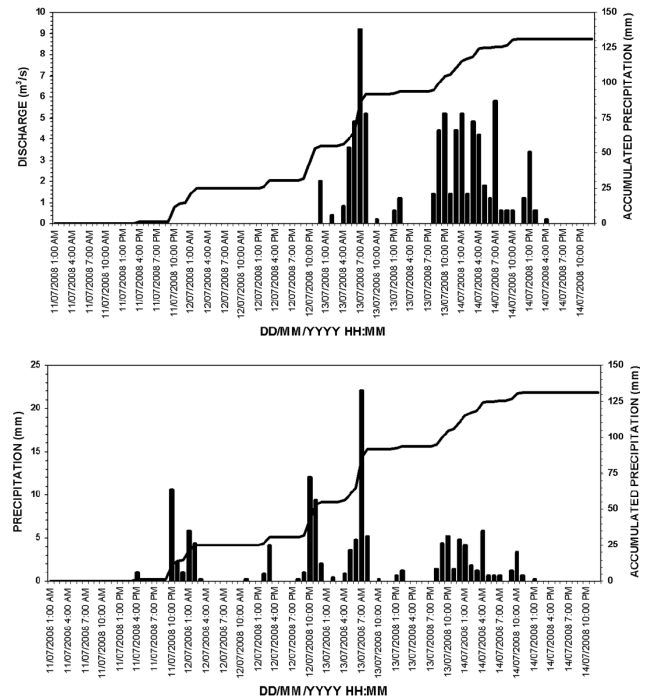 10
9
8
7
6
5
4
3
2
1
0
DISCHARGE (m³/s)
150
125
100
75
50
25
0
ACCUMULATED PRECIPITATION (mm)
11/07/2008 1:00 AM
11/07/2008 4:00 AM
11/07/2008 7:00 AM
11/07/2008 10:00 AM
11/07/2008 1:00 PM
11/07/2008 4:00 PM
11/07/2008 7:00 PM
11/07/2008 10:00 PM
12/07/2008 1:00 AM
12/07/2008 4:00 AM
12/07/2008 7:00 AM
12/07/2008 10:00 AM
12/07/2008 1:00 PM
12/07/2008 4:00 PM
12/07/2008 7:00 PM
12/07/2008 10:00 PM
13/07/2008 1:00 AM
13/07/2008 4:00 AM
13/07/2008 7:00 AM
13/07/2008 10:00 AM
13/07/2008 1:00 PM
13/07/2008 4:00 PM
13/07/2008 7:00 PM
13/07/2008 10:00 PM
14/07/2008 1:00 AM
14/07/2008 4:00 AM
14/07/2008 7:00 AM
14/07/2008 10:00 AM
14/07/2008 1:00 PM
14/07/2008 4:00 PM
14/07/2008 7:00 PM
14/07/2008 10:00 PM
DD/MM/YYYY HH:MM
25
20
15
10
5
0
PRECIPITATION (mm)
150
125
100
75
50
25
0
ACCUMULATED PRECIPITATION (mm)
11/07/2008 1:00 AM
11/07/2008 4:00 AM
11/07/2008 7:00 AM
11/07/2008 10:00 AM
11/07/2008 1:00 PM
11/07/2008 4:00 PM
11/07/2008 7:00 PM
11/07/2008 10:00 PM
12/07/2008 1:00 AM
12/07/2008 4:00 AM
12/07/2008 7:00 AM
12/07/2008 10:00 AM
12/07/2008 1:00 PM
12/07/2008 4:00 PM
12/07/2008 7:00 PM
12/07/2008 10:00 PM
13/07/2008 1:00 AM
13/07/2008 4:00 AM
13/07/2008 7:00 AM
13/07/2008 10:00 AM
13/07/2008 1:00 PM
13/07/2008 4:00 PM
13/07/2008 7:00 PM
13/07/2008 10:00 PM
14/07/2008 1:00 AM
14/07/2008 4:00 AM
14/07/2008 7:00 AM
14/07/2008 10:00 AM
14/07/2008 1:00 PM
14/07/2008 4:00 PM
14/07/2008 7:00 PM
14/07/2008 10:00 PM
DD/MM/YYYY HH:MM